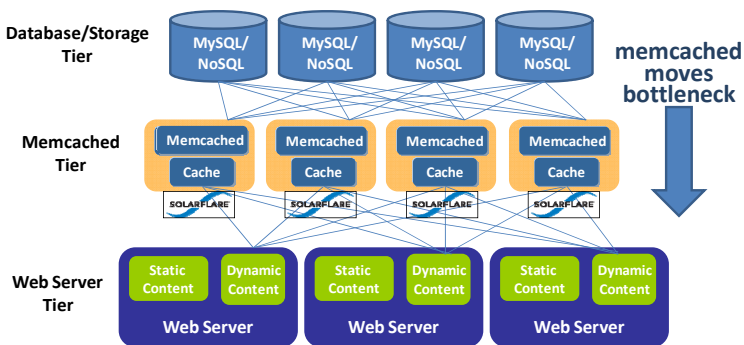 Database/Storage
Tier
MySQL/
NoSQL
MySQL/
NoSQL
MySQL/
NoSQL
MySQL/
NoSQL
memcached
moves
bottleneck
Memcached
Tier
Memcached
Cache
Memcached
Cache
Memcached
Cache
Memcached
Cache
SOLARFLARE
SOLARFLARE
SOLARFLARE
SOLARFLARE
Web Server
Tier
Static
Content
Dynamic
Content
Web Server
Static
Content
Dynamic
Content
Web Server
Static
Content
Dynamic
Content
Web Server